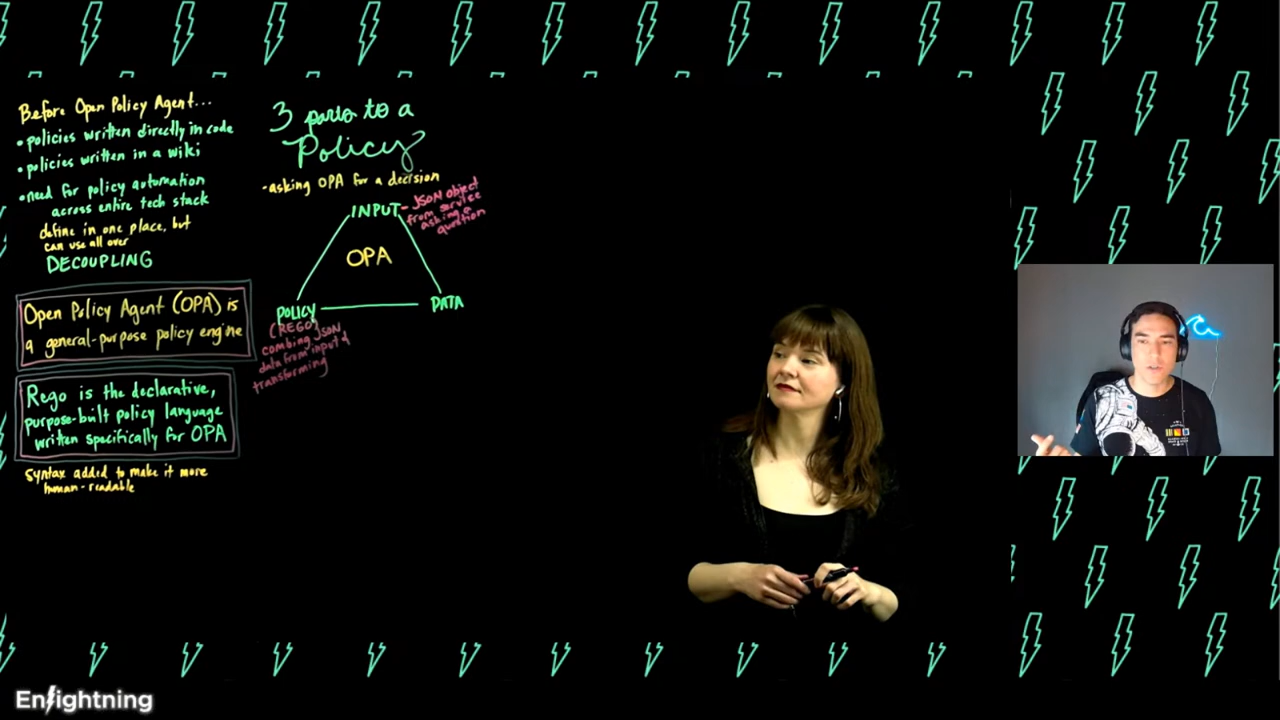 Before Open Policy Agent...
• policies written directly in code
• policies written in a wiki
• need for policy automation
across entire tech stack
define in one place, but
can use all over
DECOUPLING
Open Policy Agent (OPA) is
a general-purpose policy engine
Rego is the declarative,
purpose-built policy language
written specifically for OPA
syntax added to make it more
human-readable
3 parts to a
Policy
- asking OPA for a decision
INPUT - JSON object
from service
asking a
question
OPA
POLICY
DATA
(REGO)
combing JSON
data from input &
transforming
Enlightning